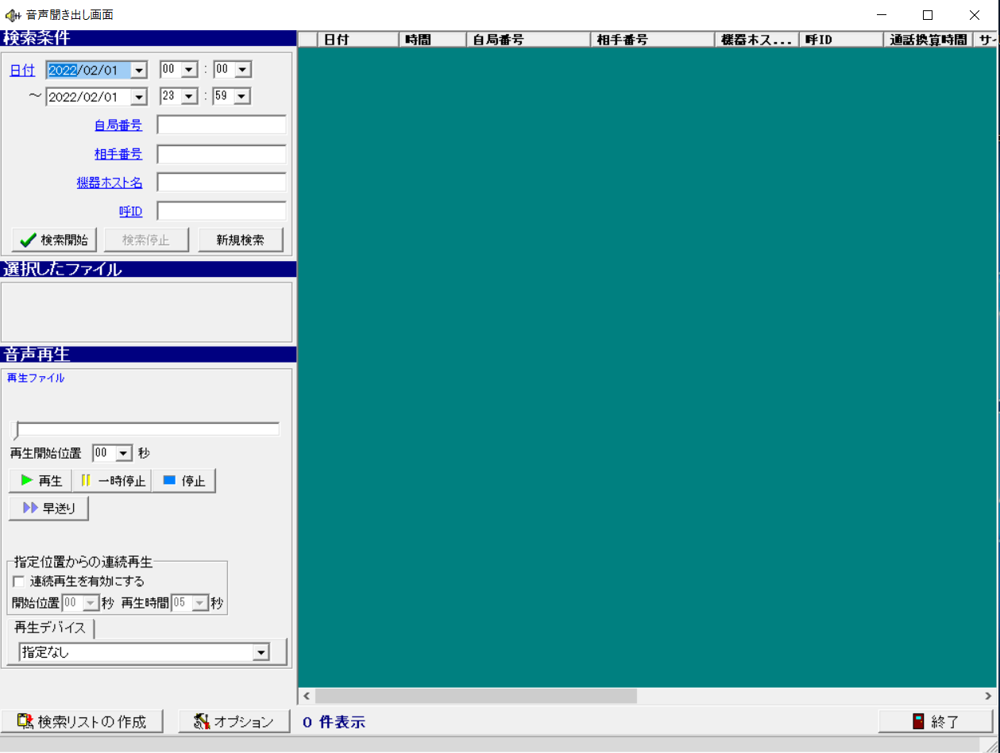 音声聞き出し画面
検索条件
日付 2022/02/01 00 : 00
～ 2022/02/01 23 : 59
自局番号
相手番号
機器ホスト名
呼ID
検索開始 検索停止 新規検索
選択したファイル
音声再生
再生ファイル
再生開始位置 00 秒
再生 一時停止 停止
早送り
指定位置からの連続再生
連続再生を有効にする
開始位置 00 秒 再生時間 05 秒
再生デバイス
指定なし
日付 時間 自局番号 相手番号 機器ホス... 呼ID 通話換算時間 サ
検索リストの作成 オプション 0 件表示 終了